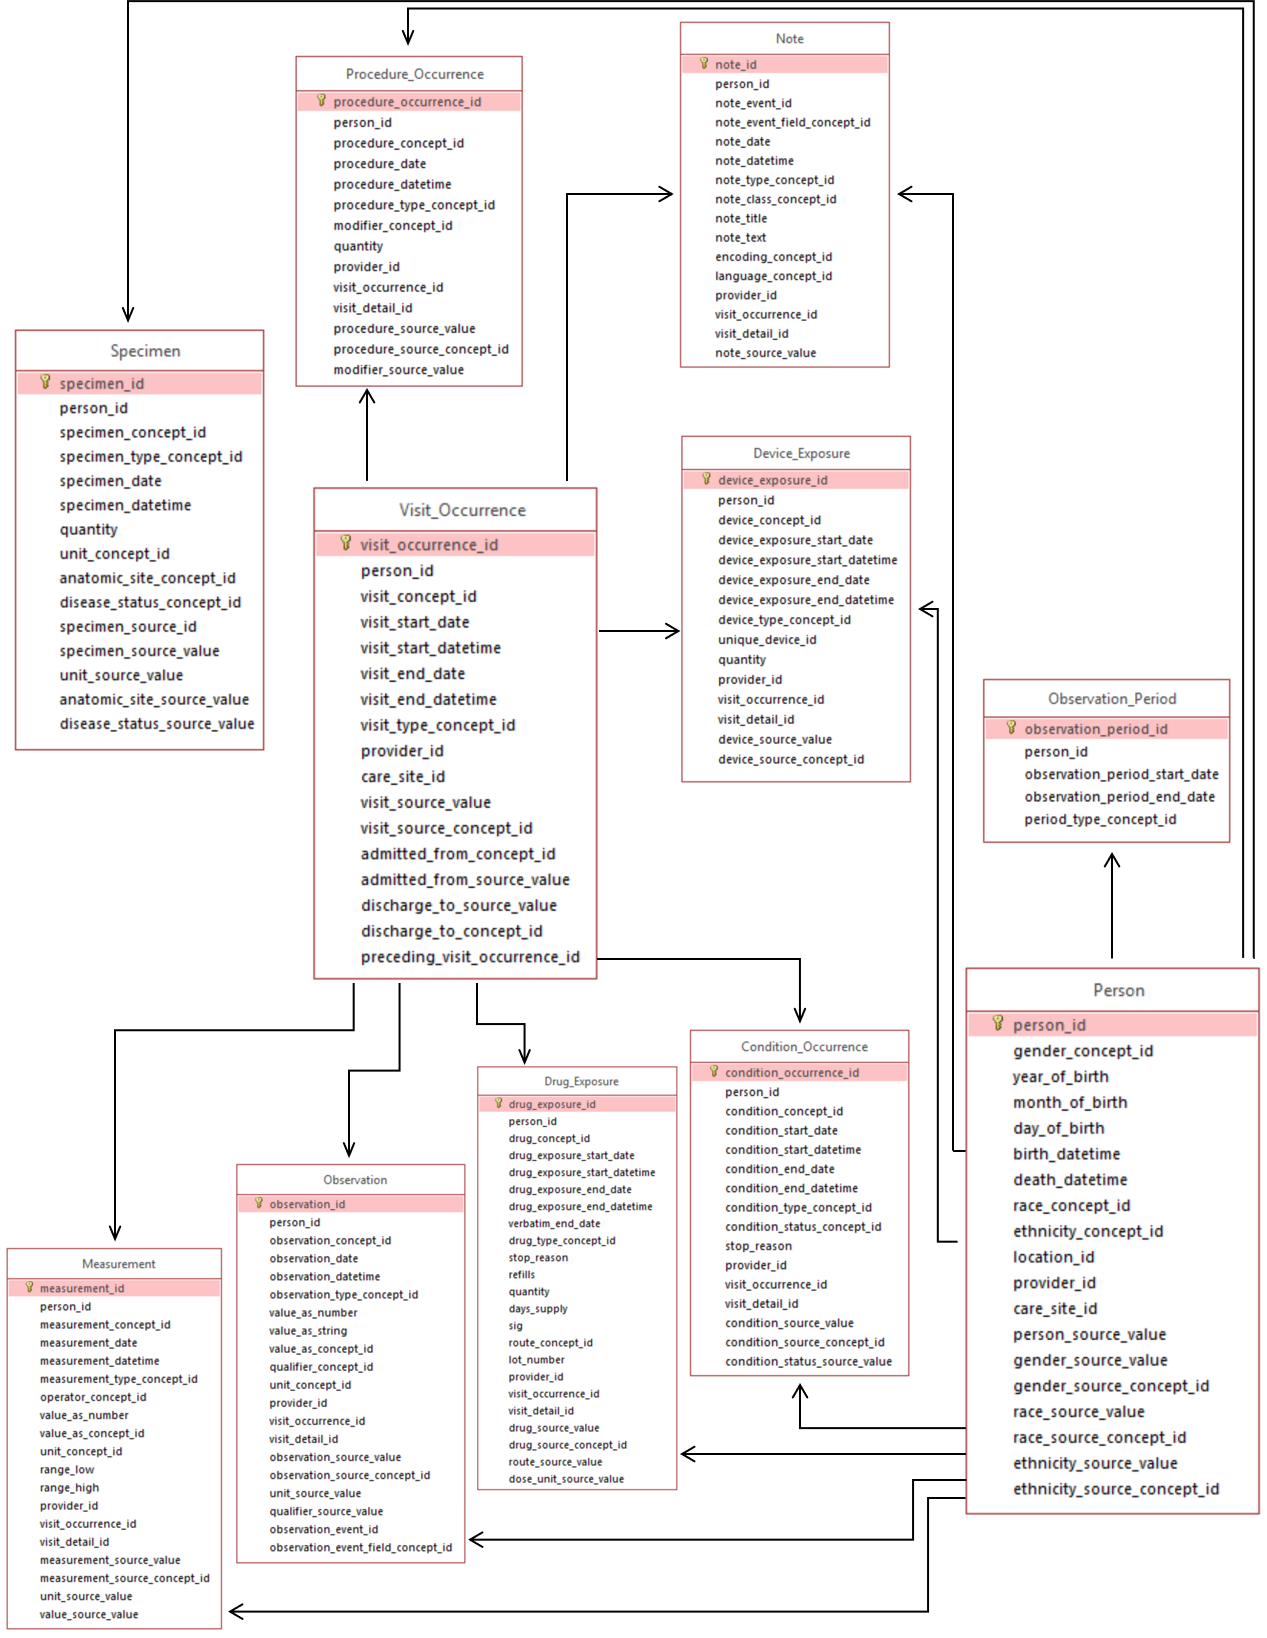 Procedure_Occurrence
procedure_occurrence_id
person_id
procedure_concept_id
procedure_date
procedure_datetime
procedure_type_concept_id
modifier_concept_id
quantity
provider_id
visit_occurrence_id
visit_detail_id
procedure_source_value
procedure_source_concept_id
modifier_source_value
Note
note_id
person_id
note_event_id
note_event_field_concept_id
note_date
note_datetime
note_type_concept_id
note_class_concept_id
note_title
note_text
encoding_concept_id
language_concept_id
provider_id
visit_occurrence_id
visit_detail_id
note_source_value
Specimen
specimen_id
person_id
specimen_concept_id
specimen_type_concept_id
specimen_date
specimen_datetime
quantity
unit_concept_id
anatomic_site_concept_id
disease_status_concept_id
specimen_source_id
specimen_source_value
unit_source_value
anatomic_site_source_value
disease_status_source_value
Visit_Occurrence
visit_occurrence_id
person_id
visit_concept_id
visit_start_date
visit_start_datetime
visit_end_date
visit_end_datetime
visit_type_concept_id
provider_id
care_site_id
visit_source_value
visit_source_concept_id
admitted_from_concept_id
admitted_from_source_value
discharge_to_source_value
discharge_to_concept_id
preceding_visit_occurrence_id
Device_Exposure
device_exposure_id
person_id
device_concept_id
device_exposure_start_date
device_exposure_start_datetime
device_exposure_end_date
device_exposure_end_datetime
device_type_concept_id
unique_device_id
quantity
provider_id
visit_occurrence_id
visit_detail_id
device_source_value
device_source_concept_id
Observation_Period
observation_period_id
person_id
observation_period_start_date
observation_period_end_date
period_type_concept_id
Person
person_id
gender_concept_id
year_of_birth
month_of_birth
day_of_birth
birth_datetime
death_datetime
race_concept_id
ethnicity_concept_id
location_id
provider_id
care_site_id
person_source_value
gender_source_value
gender_source_concept_id
race_source_value
race_source_concept_id
ethnicity_source_value
ethnicity_source_concept_id
Condition_Occurrence
condition_occurrence_id
person_id
condition_concept_id
condition_start_date
condition_start_datetime
condition_end_date
condition_end_datetime
condition_type_concept_id
condition_status_concept_id
stop_reason
provider_id
visit_occurrence_id
visit_detail_id
condition_source_value
condition_source_concept_id
condition_status_source_value
Drug_Exposure
drug_exposure_id
person_id
drug_concept_id
drug_exposure_start_date
drug_exposure_start_datetime
drug_exposure_end_date
drug_exposure_end_datetime
verbatim_end_date
drug_type_concept_id
stop_reason
refills
quantity
days_supply
sig
route_concept_id
lot_number
provider_id
visit_occurrence_id
visit_detail_id
drug_source_value
drug_source_concept_id
route_source_value
dose_unit_source_value
Observation
observation_id
person_id
observation_concept_id
observation_date
observation_datetime
observation_type_concept_id
value_as_number
value_as_string
value_as_concept_id
qualifier_concept_id
unit_concept_id
provider_id
visit_occurrence_id
visit_detail_id
observation_source_value
observation_source_concept_id
unit_source_value
qualifier_source_value
observation_event_id
observation_event_field_concept_id
Measurement
measurement_id
person_id
measurement_concept_id
measurement_date
measurement_datetime
measurement_type_concept_id
operator_concept_id
value_as_number
value_as_concept_id
unit_concept_id
range_low
range_high
provider_id
visit_occurrence_id
visit_detail_id
measurement_source_value
measurement_source_concept_id
unit_source_value
value_source_value